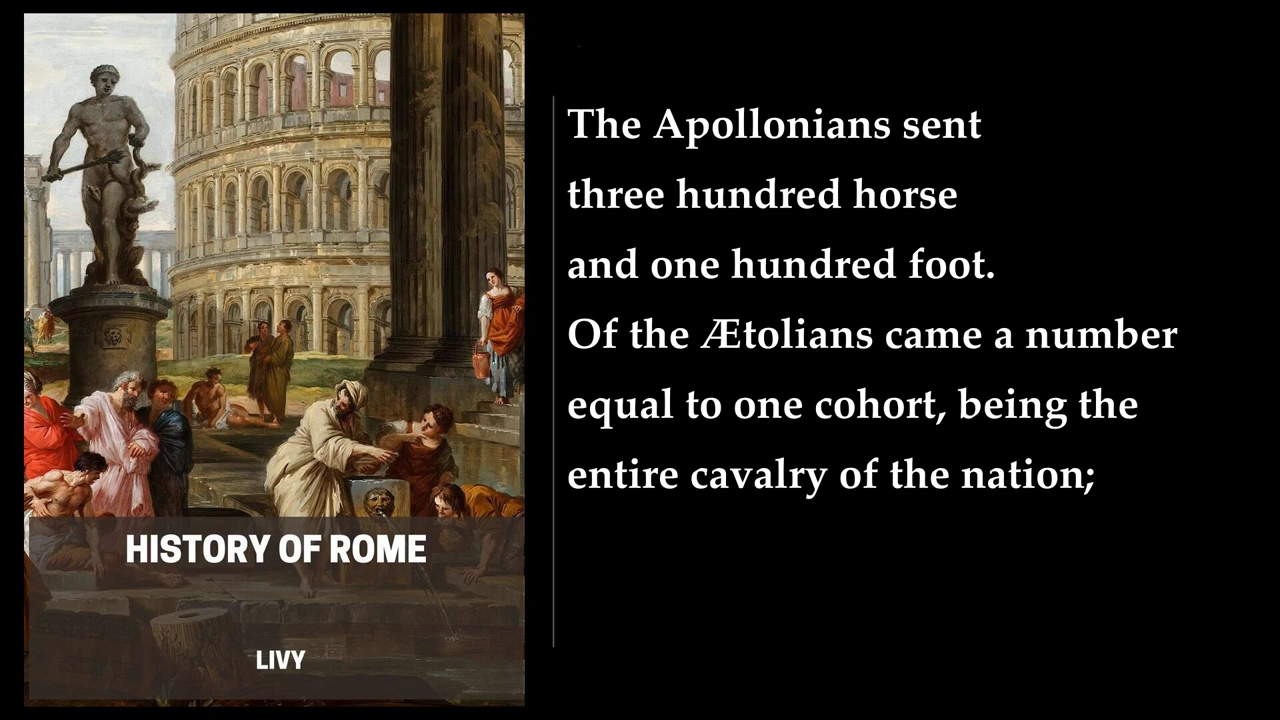 HISTORY OF ROME
LIVY
The Apollonians sent
three hundred horse
and one hundred foot.
Of the Ætolians came a number
equal to one cohort, being the
entire cavalry of the nation;